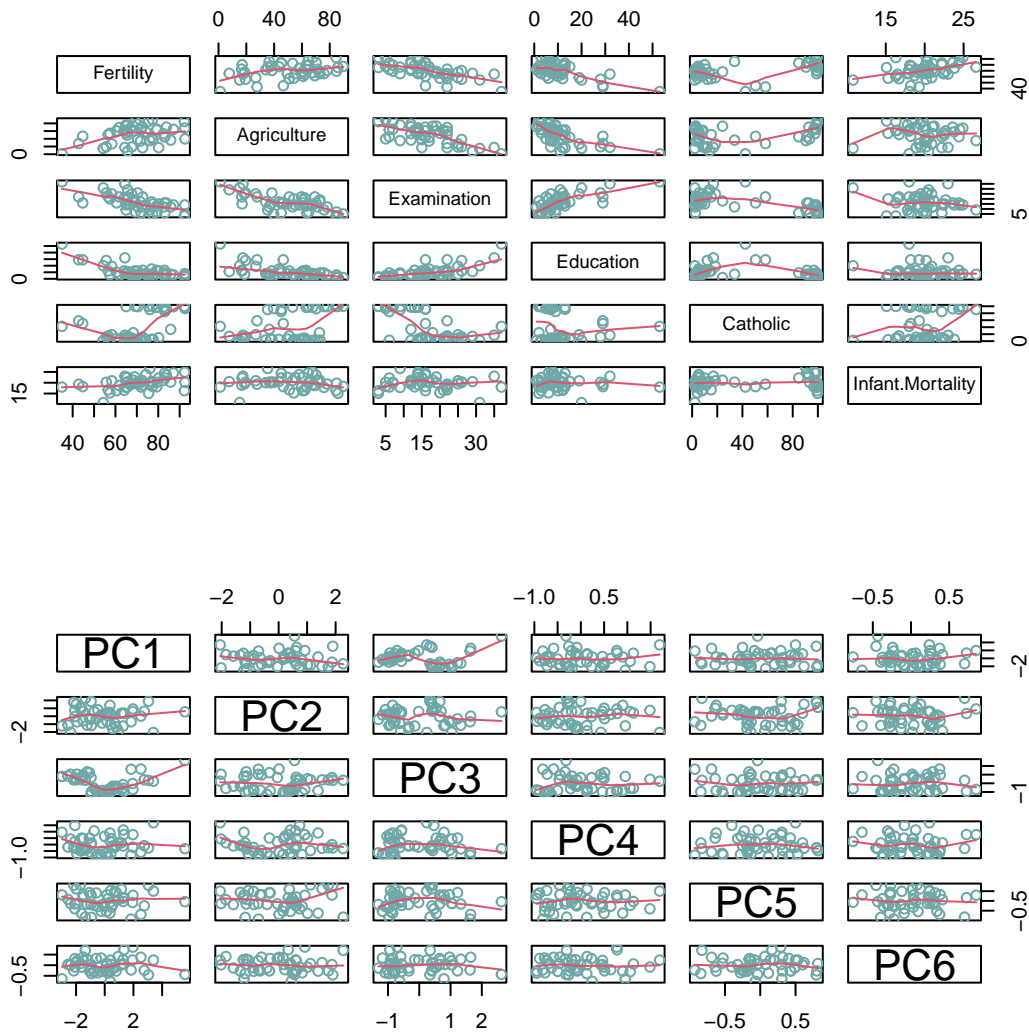 0 40 80
0 20 40
15 25
Fertility
40
0
Agriculture
Examination
5
0
Education
Catholic
0
15
Infant.Mortality
40 60 80
5 15 30
0 40 80
−2 0 2
−1.0 0.5
−0.5 0.5
PC1
−2
−2
PC2
PC3
−1
−1.0
PC4
PC5
−0.5
−0.5
PC6
−2 2
−1 1 2
−0.5 0.5